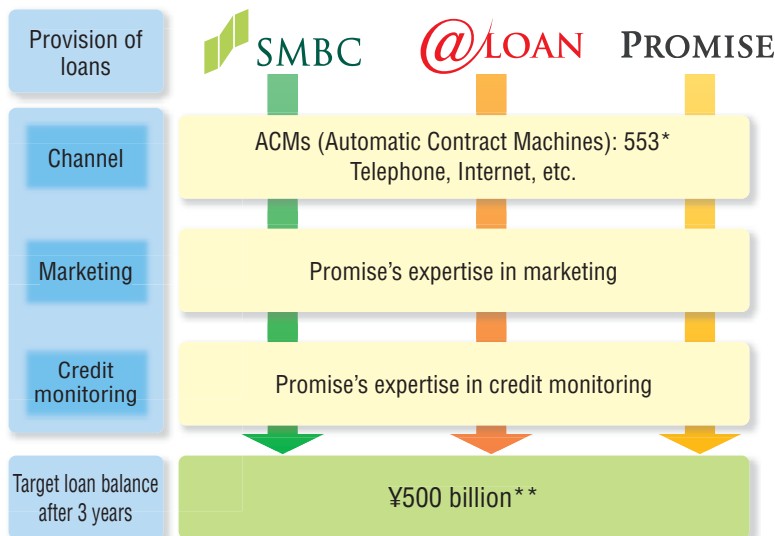 Provision of
loans
SMBC
@LOAN
PROMISE
Channel
ACMs (Automatic Contract Machines): 553*
Telephone, Internet, etc.
Marketing
Promise's expertise in marketing
Credit
monitoring
Promise's expertise in credit monitoring
Target loan balance
after 3 years
¥500 billion**